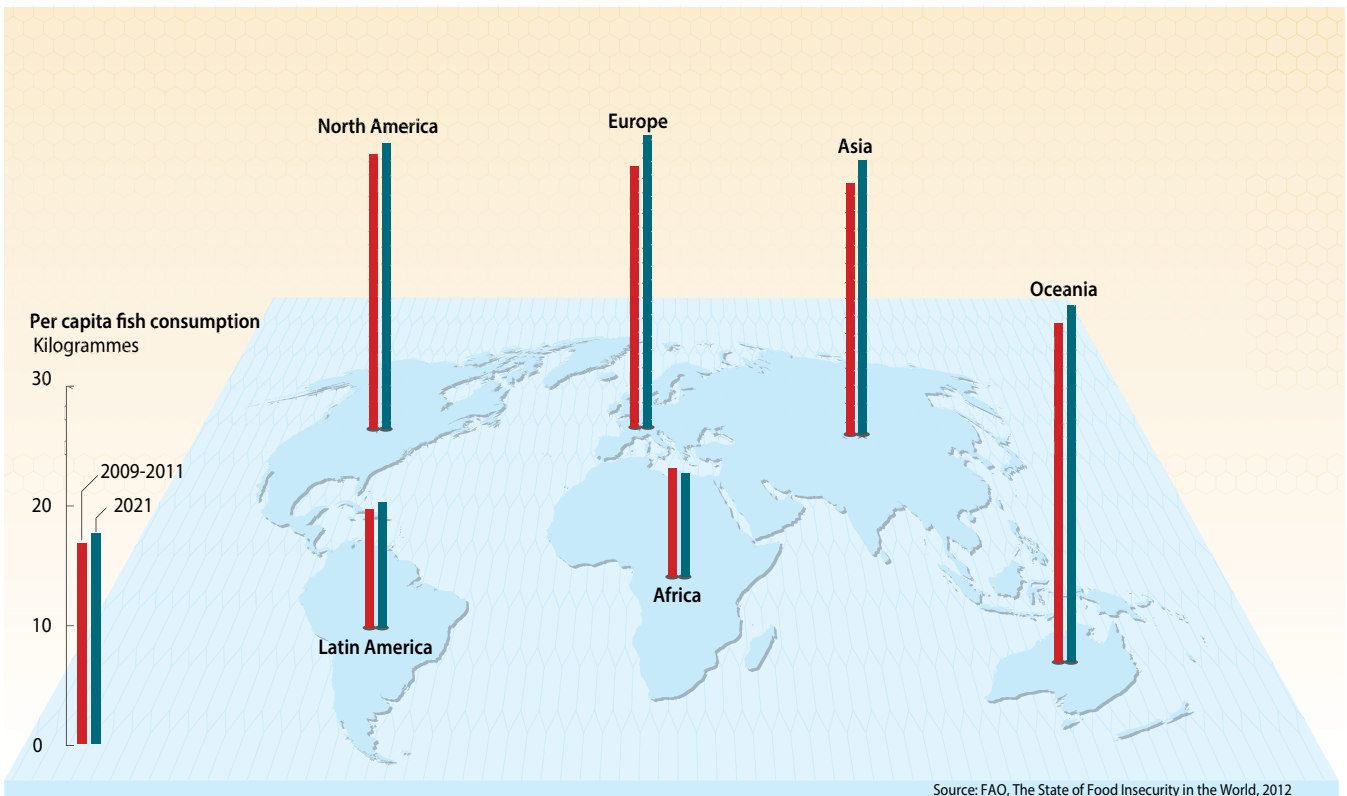 North America
Europe
Asia
Oceania
Per capita fish consumption
Kilogrammes
30
2009-2011
20
2021
Africa
10
Latin America
0
Source: FAO, The State of Food Insecurity in the World, 2012